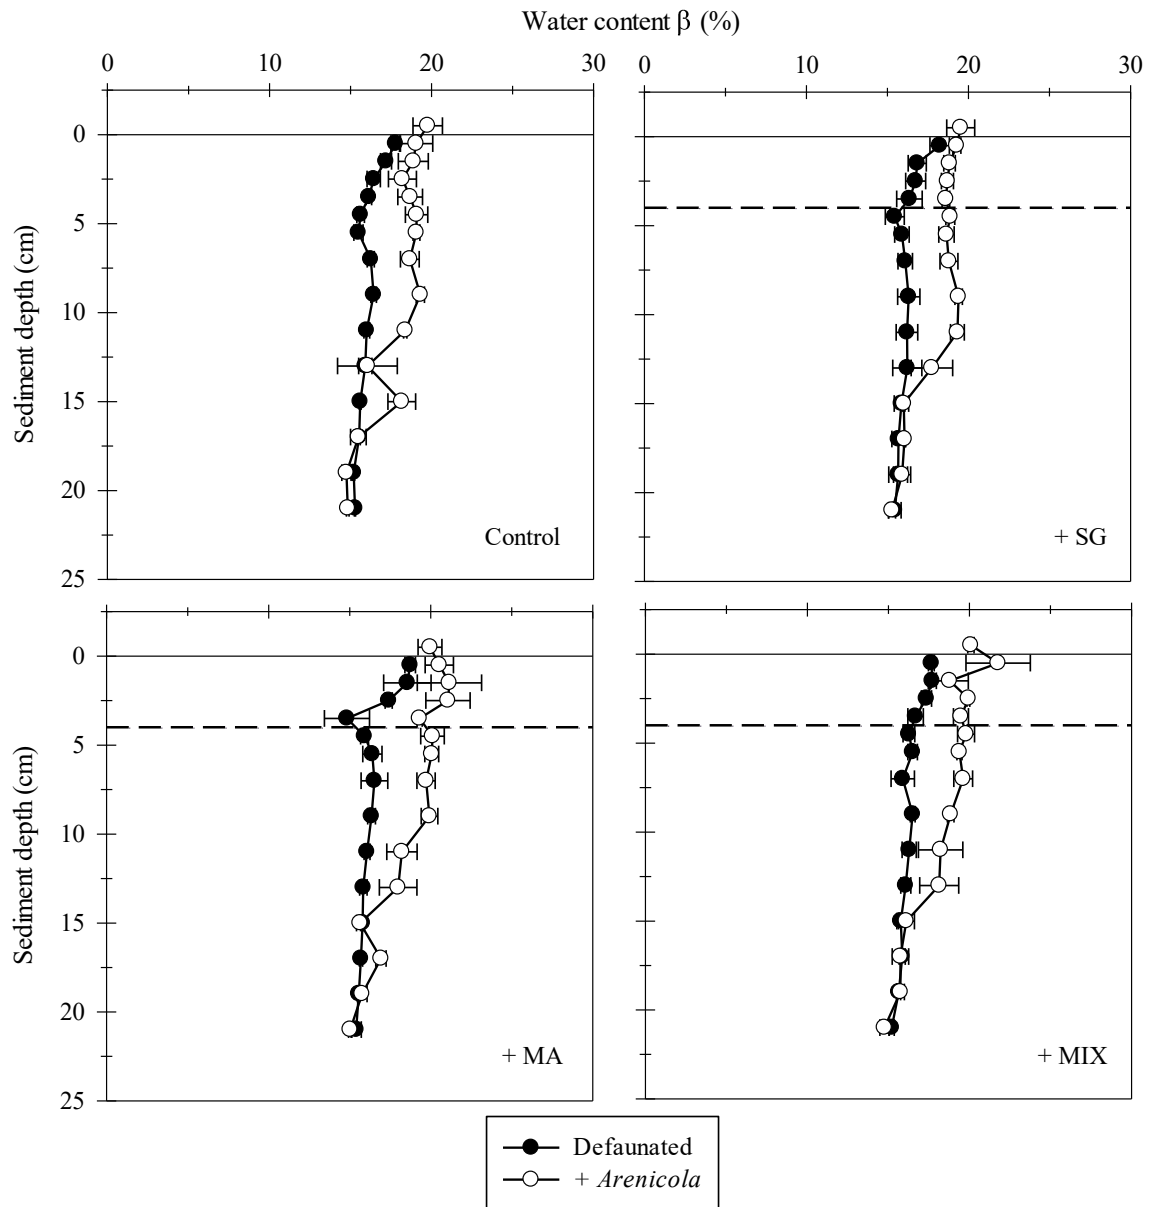 Water content β (%)
0 10 20 30
0 10 20 30
Sediment depth (cm)
0
5
10
15
20
25
Control
+ SG
Sediment depth (cm)
0
5
10
15
20
25
+ MA
+ MIX
Defaunated
+ Arenicola